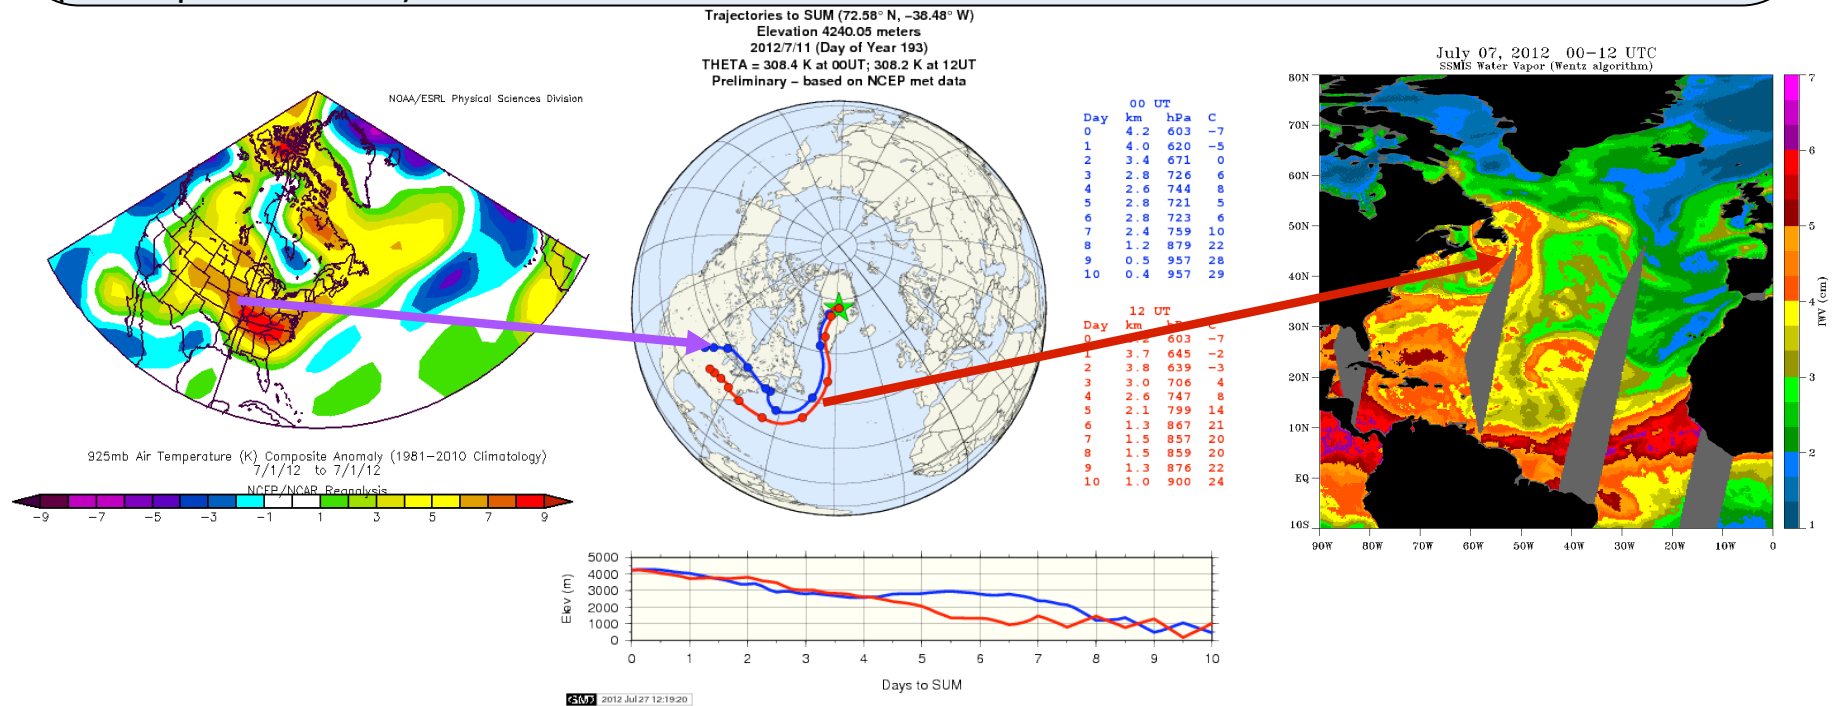 Trajectories to SUM (72.58° N, −38.48° W)
Elevation 4240.05 meters
2012/7/11 (Day of Year 193)
THETA = 308.4 K at 00UT; 308.2 K at 12UT
Preliminary − based on NCEP met data
NOAA/ESRL Physical Sciences Division
925mb Air Temperature (K) Composite Anomaly (1981−2010 Climatology)
7/1/12 to 7/1/12
NCEP/NCAR Reanalysis
−9 −7 −5 −3 −1 1 3 5 7 9
00 UT
Day km hPa C
0 4.2 603 −7
1 4.0 620 −5
2 3.4 671 0
3 2.8 726 6
4 2.6 744 8
5 2.8 721 5
6 2.8 723 6
7 2.4 759 10
8 1.2 879 22
9 0.5 957 28
10 0.4 957 29
12 UT
Day km C
0 603 −7
1 3.7 645 −2
2 3.8 639 −3
3 3.0 706 4
4 2.6 747 8
5 2.1 799 14
6 1.3 867 21
7 1.5 857 20
8 1.5 859 20
9 1.3 876 22
10 1.0 900 24
July 07, 2012 00−12 UTC
SSMIS Water Vapor (Wentz algorithm)
80N
70N
60N
50N
40N
30N
20N
10N
EQ
10S
90W 80W 70W 60W 50W 40W 30W 20W 10W 0
7
6
5
4
3
2
1
IWV (cm)
5000
4000
3000
2000
1000
0
Elev (m)
0 1 2 3 4 5 6 7 8 9 10
Days to SUM
GMD 2012 Jul 27 12:19:20